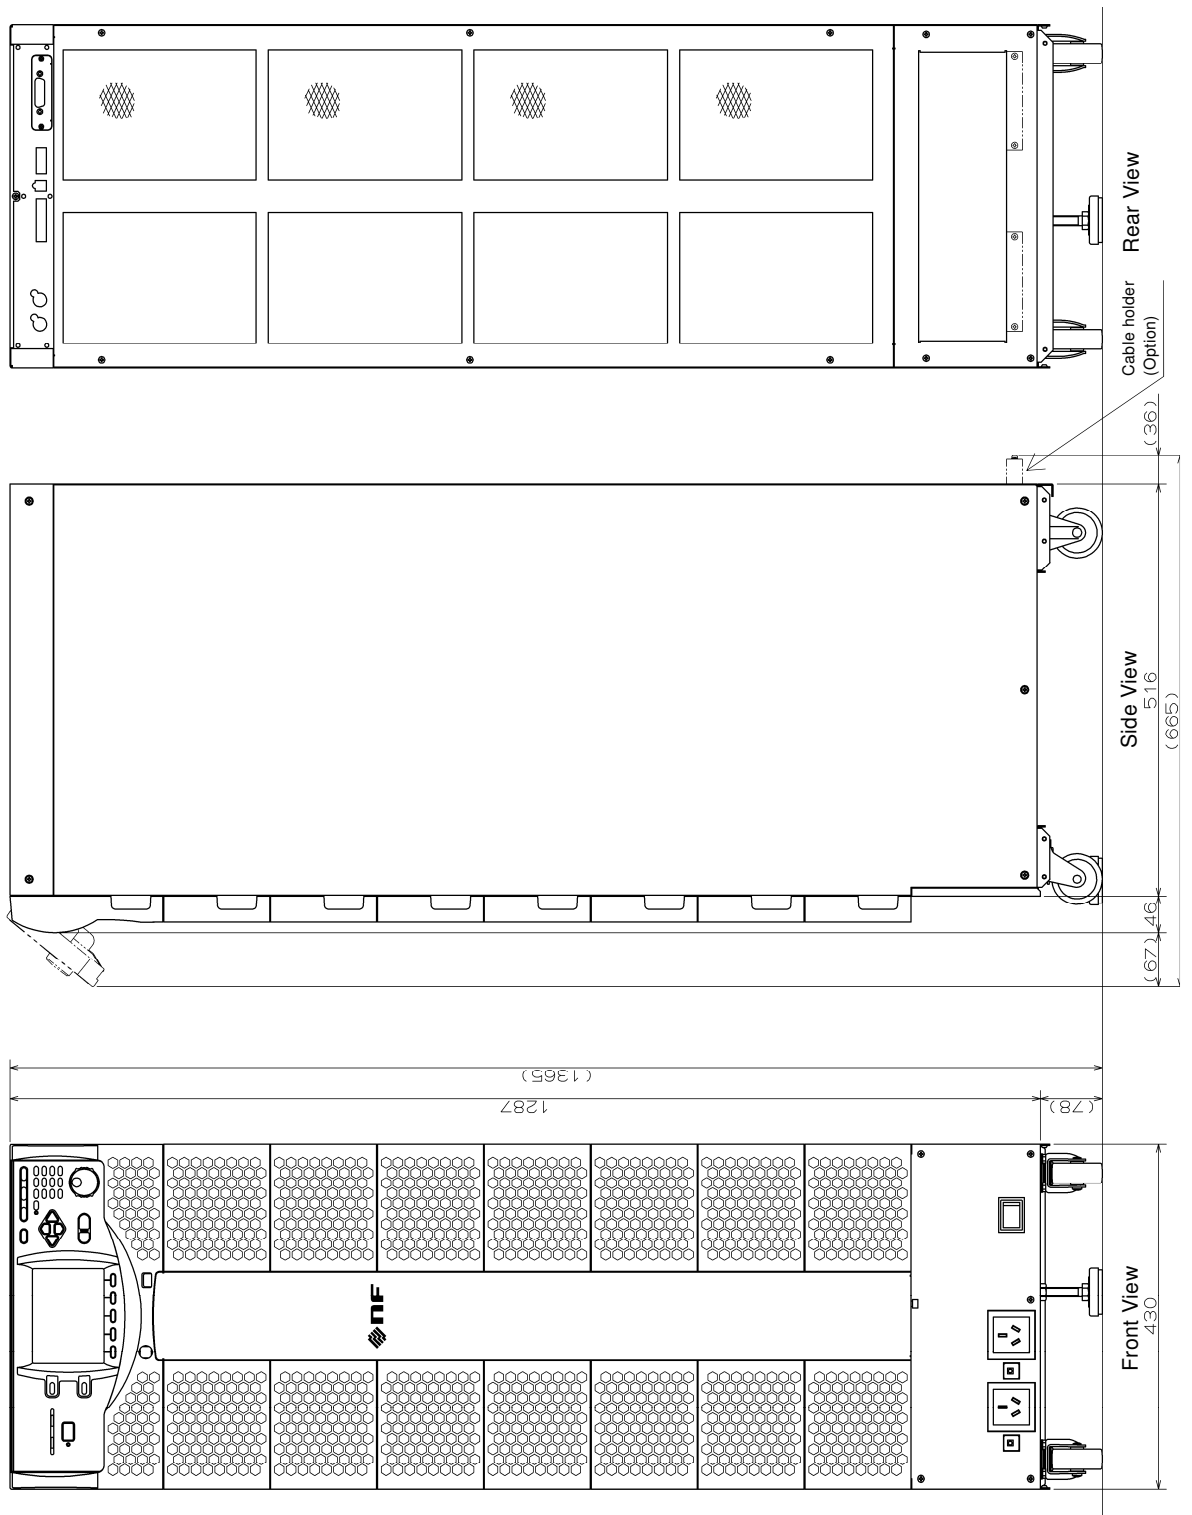 Rear View
Cable holder
(Option)
(36)
Side View
516
(665)
46
(67)
(1365)
1287
(78)
nF
Front View
430